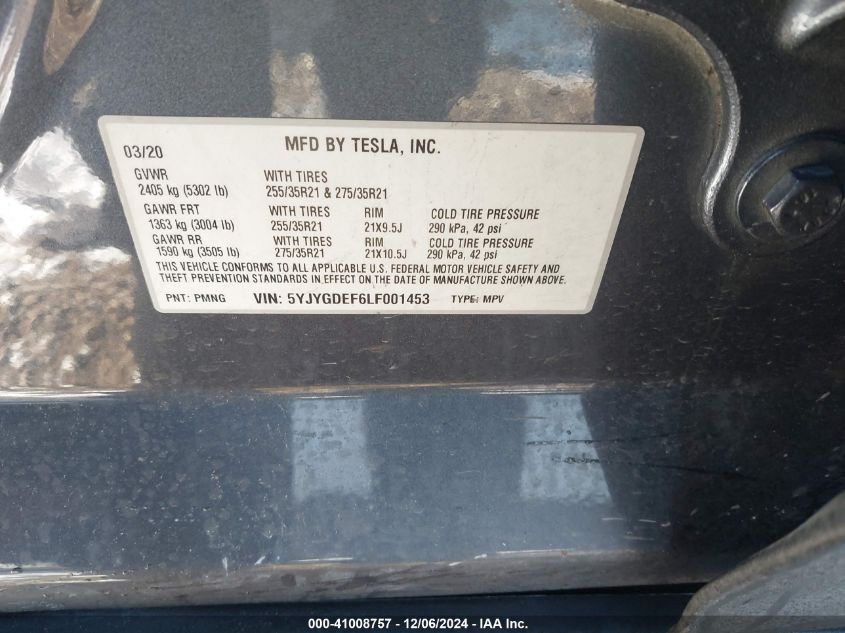 03/20 MFD BY TESLA, INC.
GVWR WITH TIRES
2405 kg (5302 lb) 255/35R21 & 275/35R21
GAWR FRT WITH TIRES RIM COLD TIRE PRESSURE
1363 kg (3004 lb) 255/35R21 21X9.5J 290 kPa, 42 psi
GAWR RR WITH TIRES RIM COLD TIRE PRESSURE
1590 kg (3505 lb) 275/35R21 21X10.5J 290 kPa, 42 psi
THIS VEHICLE CONFORMS TO ALL APPLICABLE U.S. FEDERAL MOTOR VEHICLE SAFETY AND
THEFT PREVENTION STANDARDS IN EFFECT ON THE DATE OF MANUFACTURE SHOWN ABOVE.
PNT: PMNG VIN: 5YJYGDEF6LF001453 TYPE: MPV
000-41008757 - 12/06/2024 - IAA Inc.